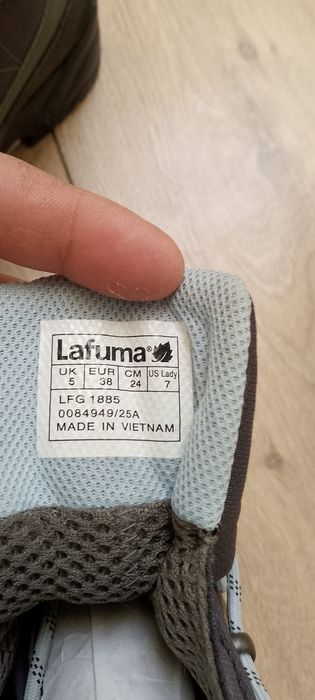 Lafuma®
UK EUR CM US Lady
5 38 24 7
LFG 1885
0084949/25A
MADE IN VIETNAM